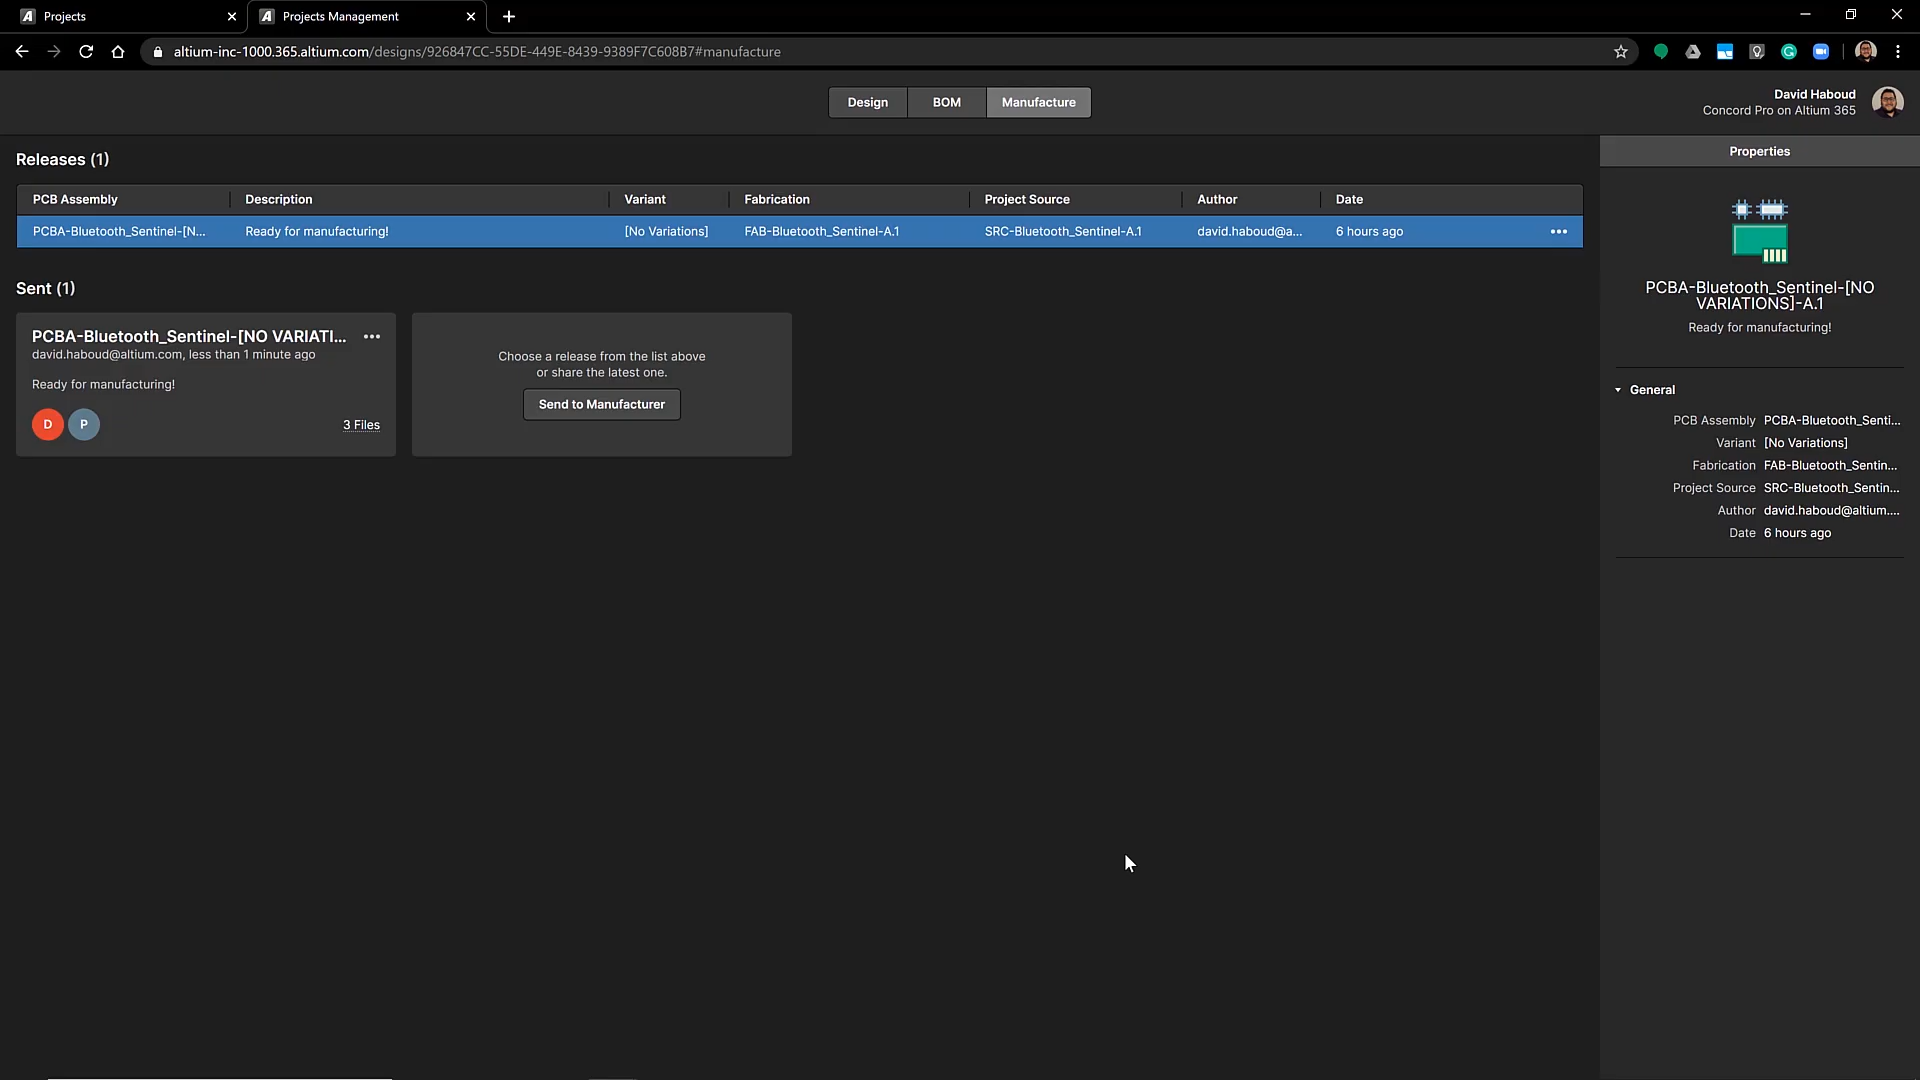 Projects
Projects Management
altium-inc-1000.365.altium.com/designs/926847CC-55DE-449E-8439-9389F7C608B7#manufacture
Design BOM Manufacture
David Haboud
Concord Pro on Altium 365
Releases (1)
PCB Assembly Description Variant Fabrication Project Source Author Date
PCBA-Bluetooth_Sentinel-[N... Ready for manufacturing! [No Variations] FAB-Bluetooth_Sentinel-A.1 SRC-Bluetooth_Sentinel-A.1 david.haboud@a... 6 hours ago
Sent (1)
PCBA-Bluetooth_Sentinel-[NO VARIATI...
david.haboud@altium.com, less than 1 minute ago
Ready for manufacturing!
D P 3 Files
Choose a release from the list above
or share the latest one.
Send to Manufacturer
Properties
PCBA-Bluetooth_Sentinel-[NO
VARIATIONS]-A.1
Ready for manufacturing!
General
PCB Assembly PCBA-Bluetooth_Senti...
Variant [No Variations]
Fabrication FAB-Bluetooth_Sentin...
Project Source SRC-Bluetooth_Sentin...
Author david.haboud@altium....
Date 6 hours ago